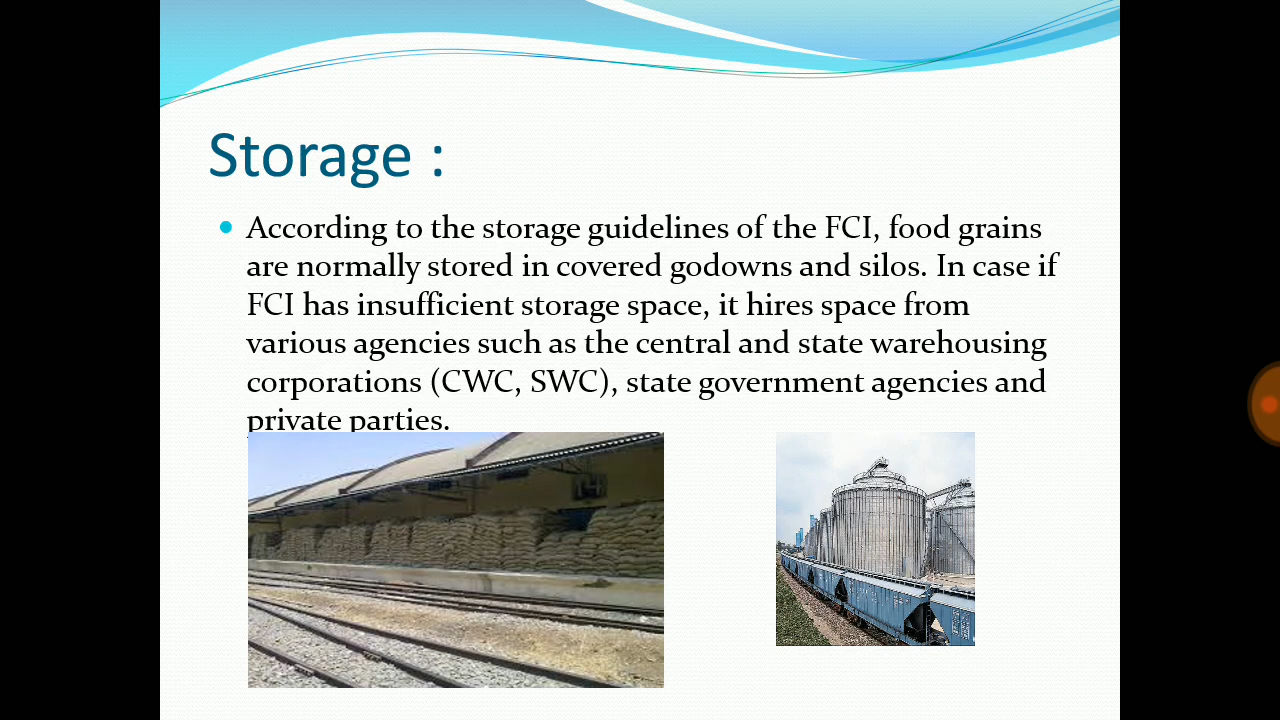 Storage :
According to the storage guidelines of the FCI, food grains
are normally stored in covered godowns and silos. In case if
FCI has insufficient storage space, it hires space from
various agencies such as the central and state warehousing
corporations (CWC, SWC), state government agencies and
private parties.
14